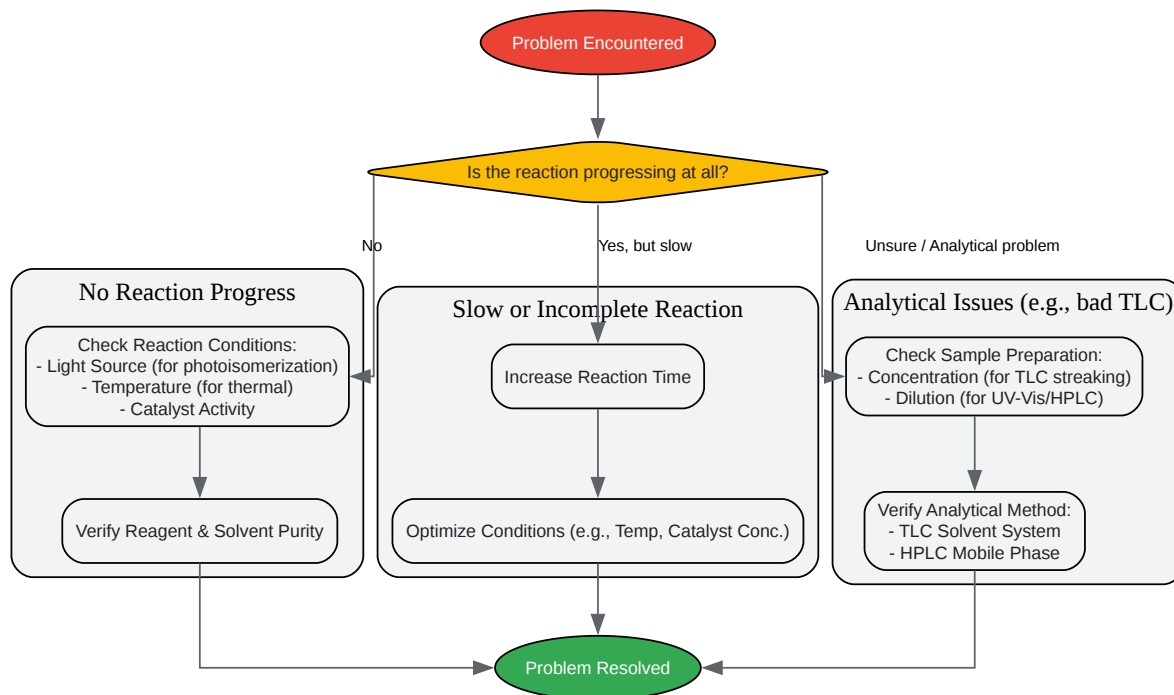 Problem Encountered
Is the reaction progressing at all?
No
Yes, but slow
Unsure / Analytical problem
No Reaction Progress
Check Reaction Conditions:
- Light Source (for photoisomerization)
- Temperature (for thermal)
- Catalyst Activity
Verify Reagent & Solvent Purity
Slow or Incomplete Reaction
Increase Reaction Time
Optimize Conditions (e.g., Temp, Catalyst Conc.)
Analytical Issues (e.g., bad TLC)
Check Sample Preparation:
- Concentration (for TLC streaking)
- Dilution (for UV-Vis/HPLC)
Verify Analytical Method:
- TLC Solvent System
- HPLC Mobile Phase
Problem Resolved